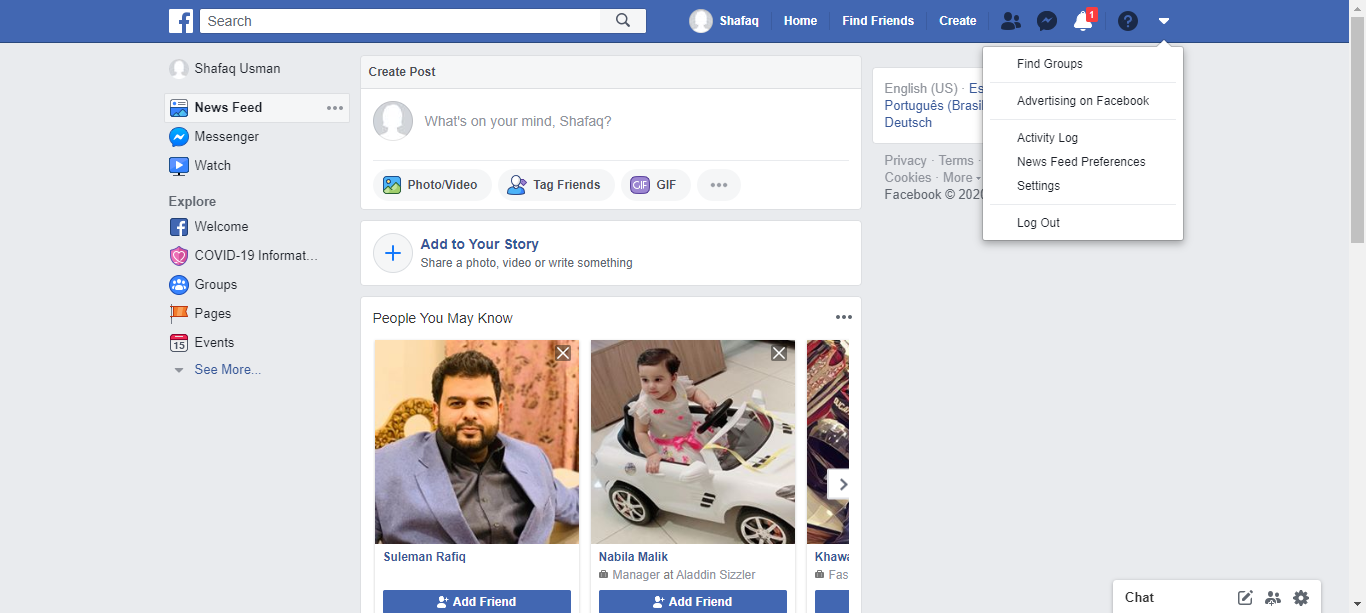 Search
Shafaq
Home
Find Friends
Create
1
Shafaq Usman
News Feed
Messenger
Watch
Explore
Welcome
COVID-19 Informat...
Groups
15
Pages
Events
See More...
Create Post
What's on your mind, Shafaq?
Photo/Video
Tag Friends
GIF GIF
Add to Your Story
Share a photo, video or write something
People You May Know
Suleman Rafiq
Add Friend
Nabila Malik
Manager at Aladdin Sizzler
Add Friend
English (US) · Es
Português (Brasil
Deutsch
Privacy · Terms ·
Cookies · More
Facebook © 2020
Find Groups
Advertising on Facebook
Activity Log
News Feed Preferences
Settings
Log Out
Chat